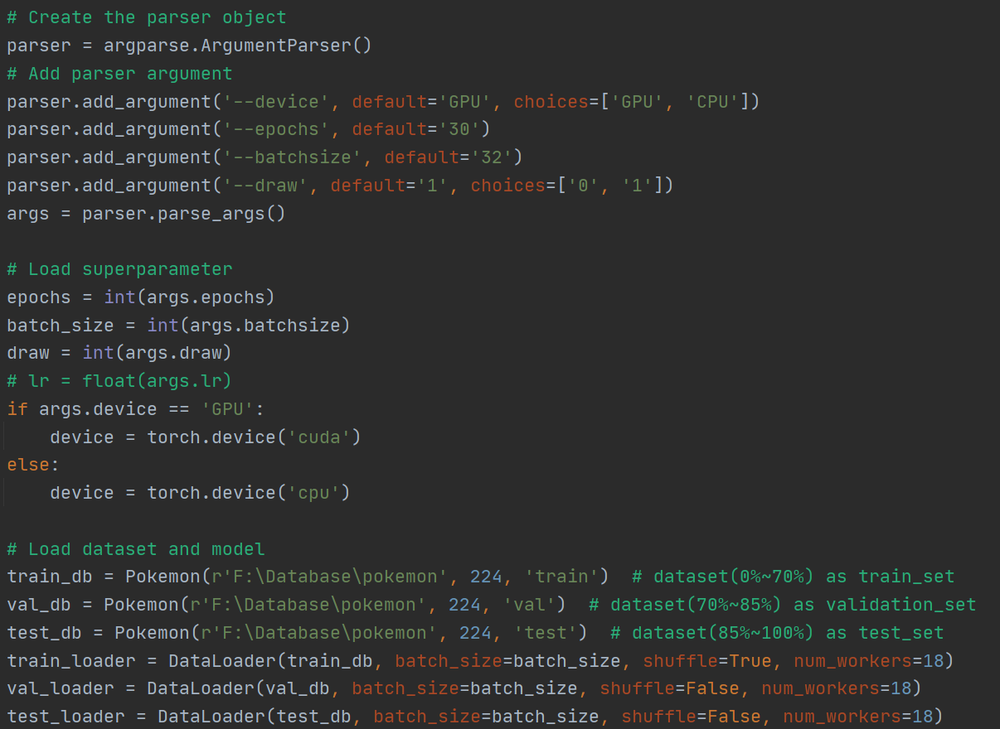 # Create the parser object
parser = argparse.ArgumentParser()
# Add parser argument
parser.add_argument('--device', default='GPU', choices=['GPU', 'CPU'])
parser.add_argument('--epochs', default='30')
parser.add_argument('--batchsize', default='32')
parser.add_argument('--draw', default='1', choices=['0', '1'])
args = parser.parse_args()

# Load superparameter
epochs = int(args.epochs)
batch_size = int(args.batchsize)
draw = int(args.draw)
# lr = float(args.lr)
if args.device == 'GPU':
    device = torch.device('cuda')
else:
    device = torch.device('cpu')

# Load dataset and model
train_db = Pokemon(r'F:\Database\pokemon', 224, 'train')  # dataset(0%~70%) as train_set
val_db = Pokemon(r'F:\Database\pokemon', 224, 'val')  # dataset(70%~85%) as validation_set
test_db = Pokemon(r'F:\Database\pokemon', 224, 'test')  # dataset(85%~100%) as test_set
train_loader = DataLoader(train_db, batch_size=batch_size, shuffle=True, num_workers=18)
val_loader = DataLoader(val_db, batch_size=batch_size, shuffle=False, num_workers=18)
test_loader = DataLoader(test_db, batch_size=batch_size, shuffle=False, num_workers=18)